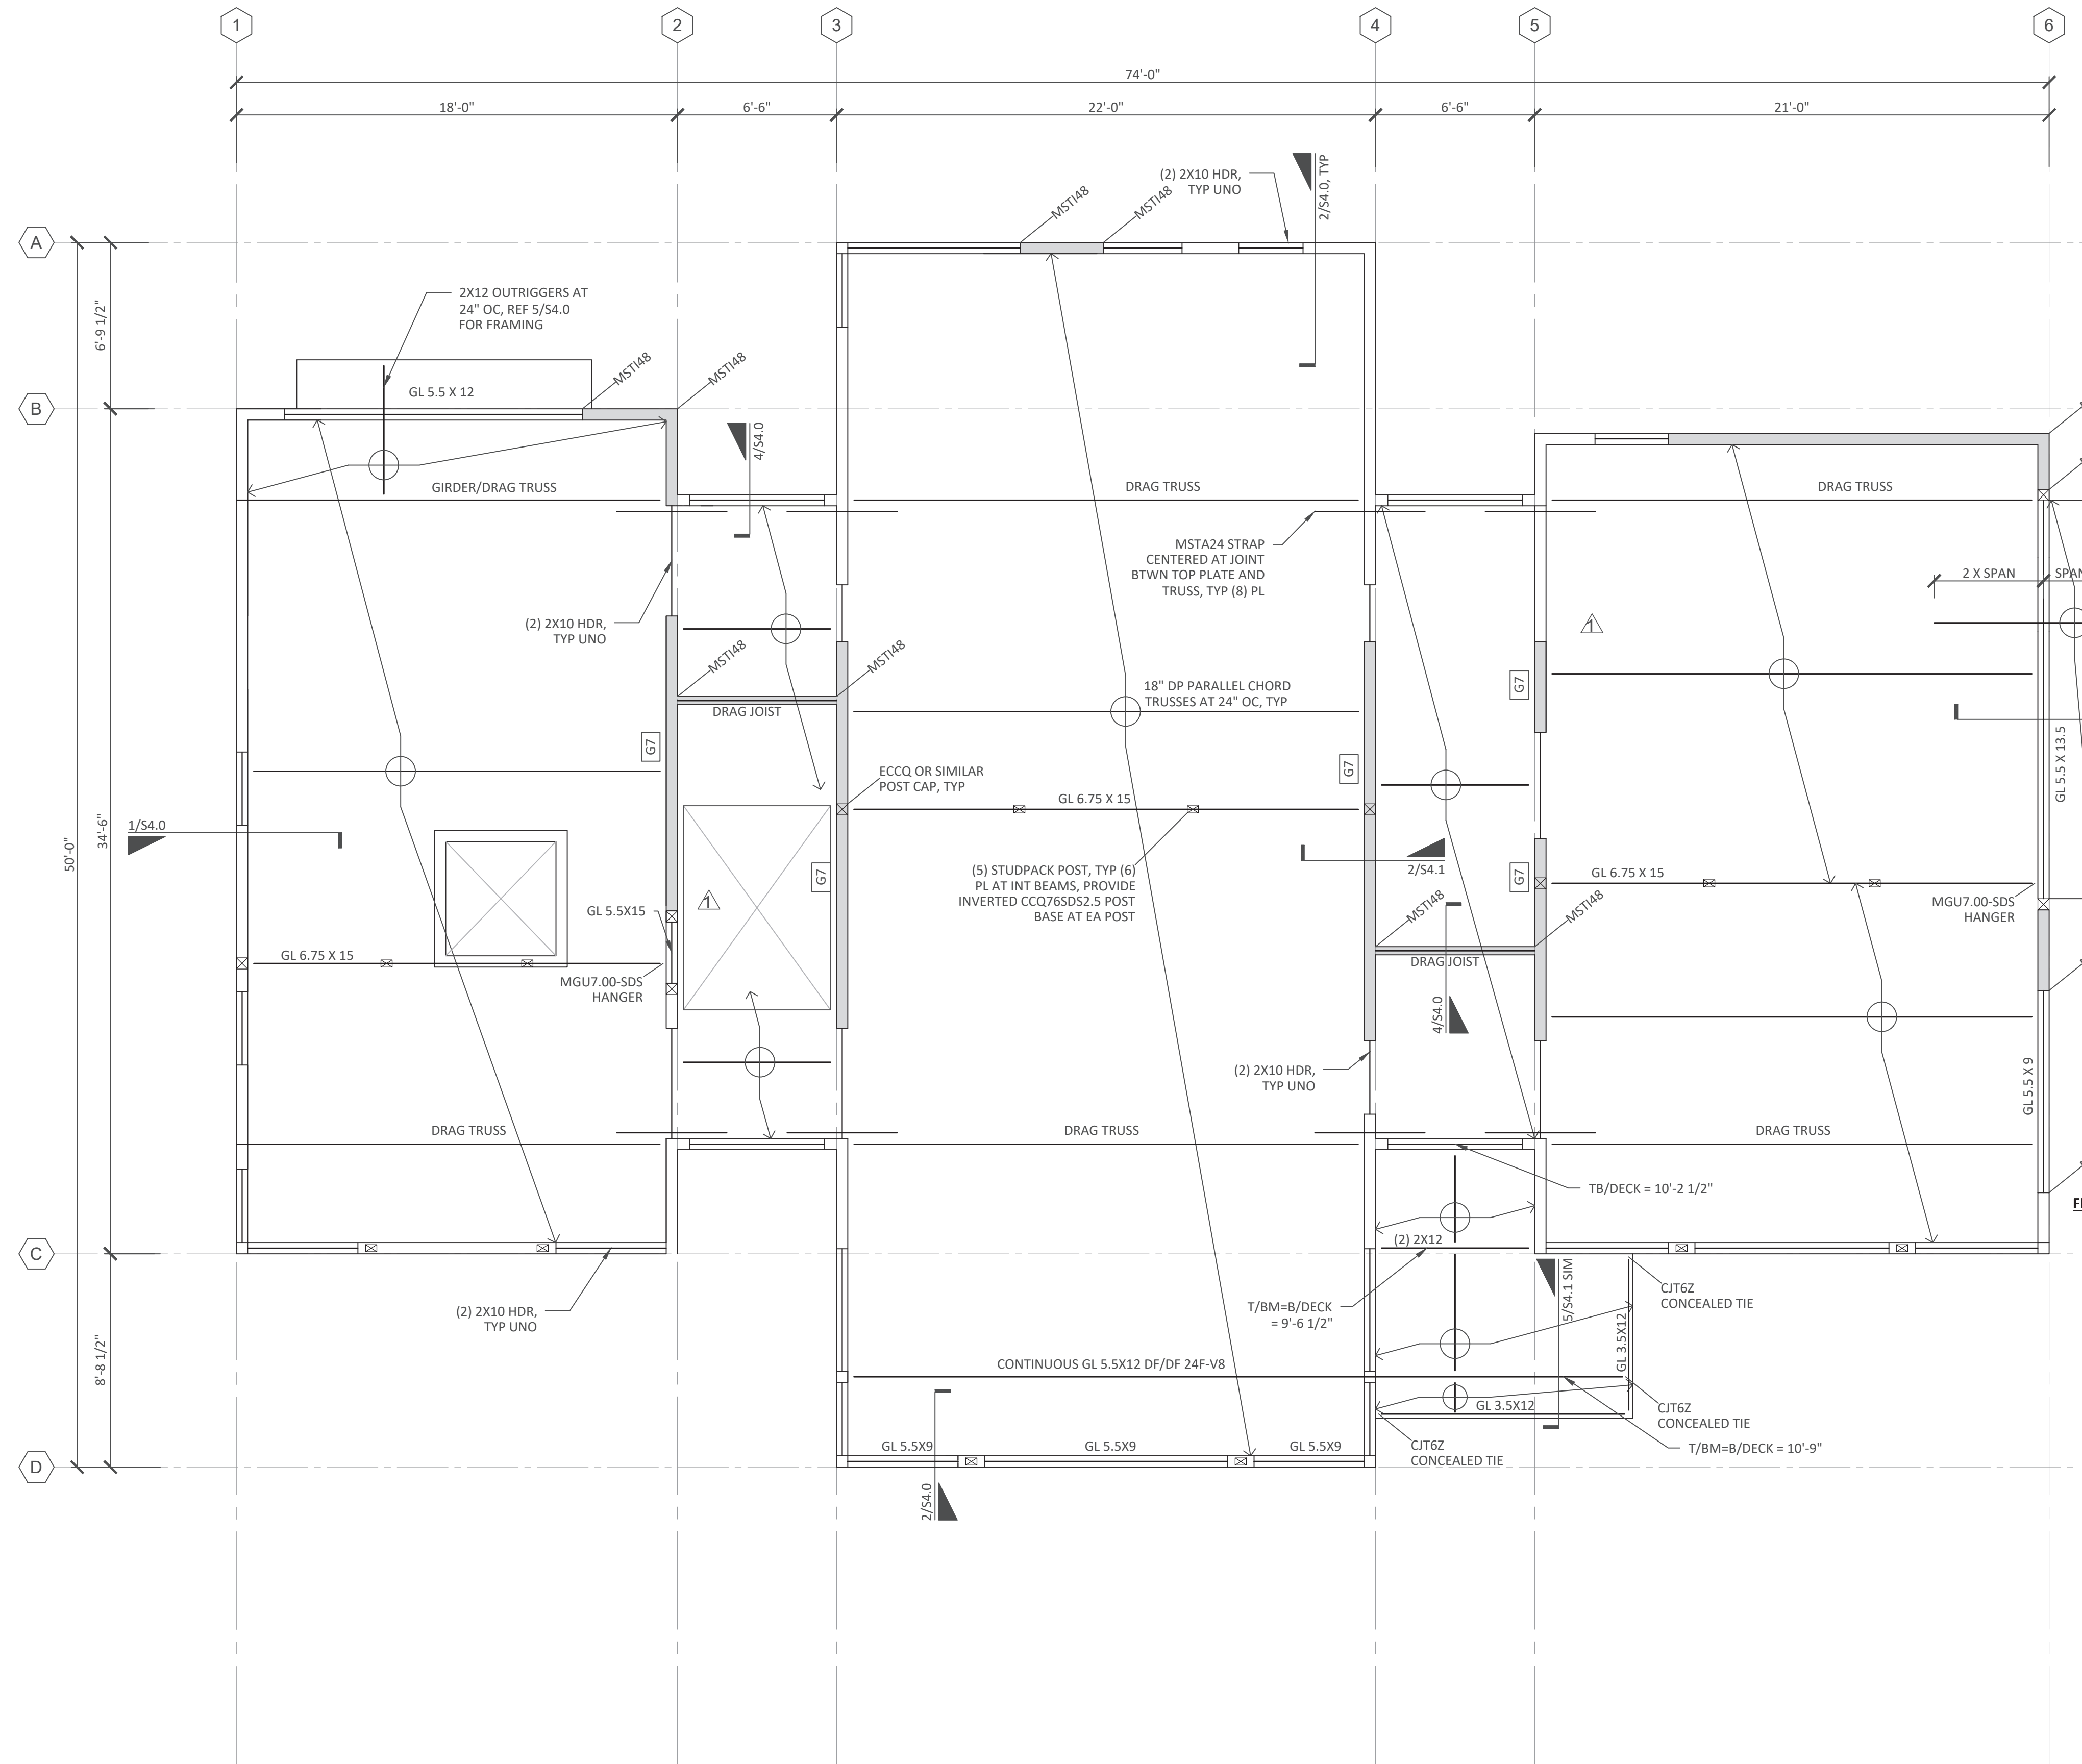 1
2
3
4
5
6
74'-0"
18'-0"
6'-6"
22'-0"
6'-6"
21'-0"
2/S4.0, TYP
(2) 2X10 HDR,
TYP UNO
MSTI48
MSTI48
A
6'-9 1/2"
2X12 OUTRIGGERS AT
24" OC, REF 5/S4.0
FOR FRAMING
MSTI48
MSTI48
GL 5.5 X 12
B
4/S4.0
GIRDER/DRAG TRUSS
DRAG TRUSS
DRAG TRUSS
MSTA24 STRAP
CENTERED AT JOINT
BTWN TOP PLATE AND
TRUSS, TYP (8) PL
2 X SPAN
(2) 2X10 HDR,
TYP UNO
1
MSTI48
MSTI48
G7
18" DP PARALLEL CHORD
TRUSSES AT 24" OC, TYP
DRAG JOIST
G7
G7
GL 5.5 X 13.5
ECCQ OR SIMILAR
POST CAP, TYP
GL 6.75 X 15
1/S4.0
34'-6"
50'-0"
(5) STUDPACK POST, TYP (6)
PL AT INT BEAMS, PROVIDE
INVERTED CCQ76SDS2.5 POST
BASE AT EA POST
G7
2/S4.1
G7
GL 6.75 X 15
MGU7.00-SDS
HANGER
1
GL 5.5X15
MSTI48
MSTI48
GL 6.75 X 15
MGU7.00-SDS
HANGER
DRAG JOIST
4/S4.0
(2) 2X10 HDR,
TYP UNO
GL 5.5 X 9
DRAG TRUSS
DRAG TRUSS
DRAG TRUSS
TB/DECK = 10'-2 1/2"
C
(2) 2X12
5/S4.1 SIM
CJT6Z
CONCEALED TIE
(2) 2X10 HDR,
TYP UNO
T/BM=B/DECK
= 9'-6 1/2"
GL 3.5X12
8'-8 1/2"
CONTINUOUS GL 5.5X12 DF/DF 24F-V8
GL 3.5X12
CJT6Z
CONCEALED TIE
GL 5.5X9
GL 5.5X9
GL 5.5X9
CJT6Z
CONCEALED TIE
T/BM=B/DECK = 10'-9"
D
2/S4.0